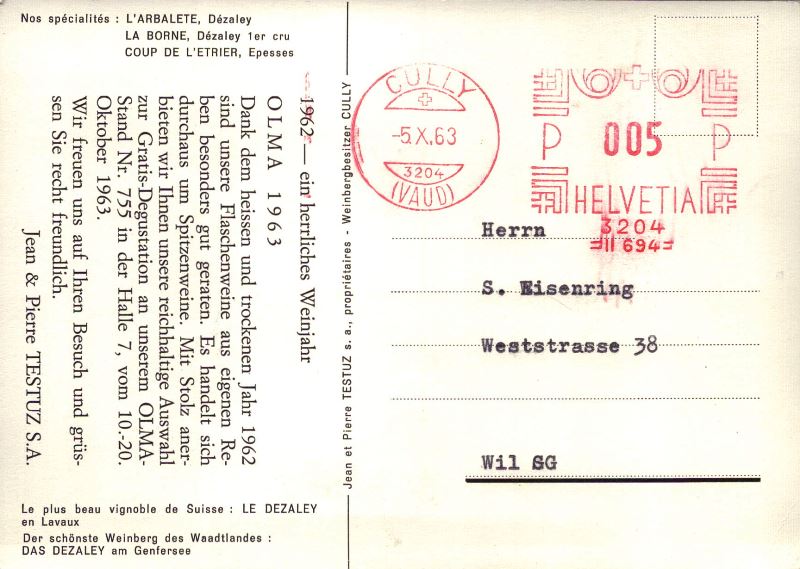 Nos spécialités : L'ARBALETE, Dézaley
LA BORNE, Dézaley 1er cru
COUP DE L'ETRIER, Epesses
1962 — ein herrliches Weinjahr
OLMA 1963
Dank dem heissen und trockenen Jahr 1962
sind unsere Flaschenweine aus eigenen Re-
ben besonders gut geraten. Es handelt sich
durchaus um Spitzenweine. Mit Stolz aner-
bieten wir Ihnen unsere reichhaltige Auswahl
zur Gratis-Degustation an unserem OLMA-
Stand Nr. 755 in der Halle 7, vom 10.-20.
Oktober 1963.
Wir freuen uns auf Ihren Besuch und grüs-
sen Sie recht freundlich.
Jean & Pierre TESTUZ S.A.
Le plus beau vignoble de Suisse : LE DEZALEY
en Lavaux
Der schönste Weinberg des Waadtlandes :
DAS DEZALEY am Genfersee
Jean et Pierre TESTUZ s.a., propriétaires - Weinbergbesitzer CULLY
CULLY
-5.X.63
3204
(VAUD)
P 005 P
HELVETIA
3204
II 694
Herrn
S. Eisenring
Weststrasse 38
Wil SG